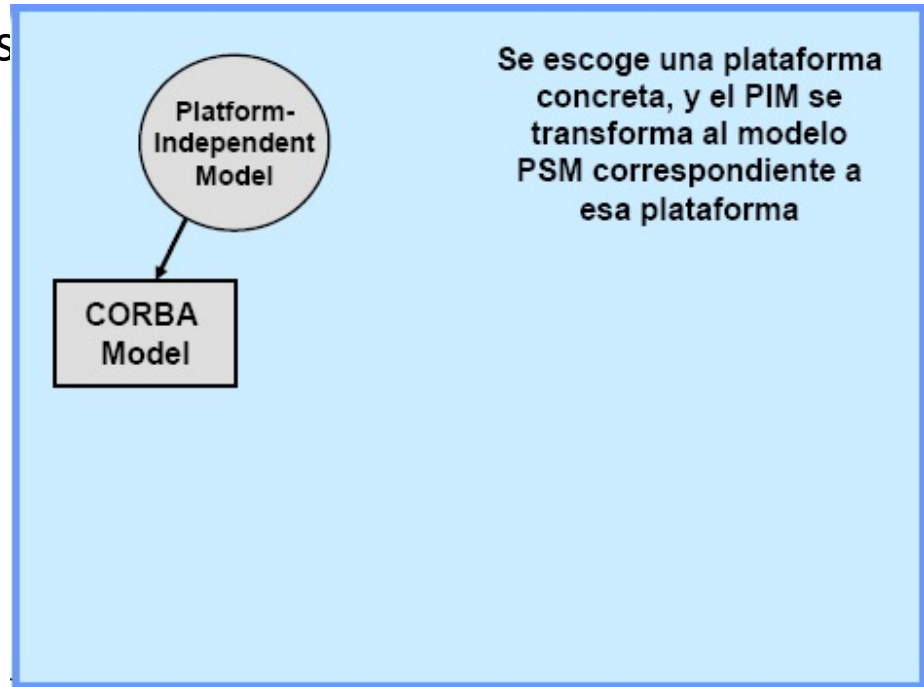 s
Platform-
Independent
Model
Se escoge una plataforma
concreta, y el PIM se
transforma al modelo
PSM correspondiente a
esa plataforma
CORBA
Model